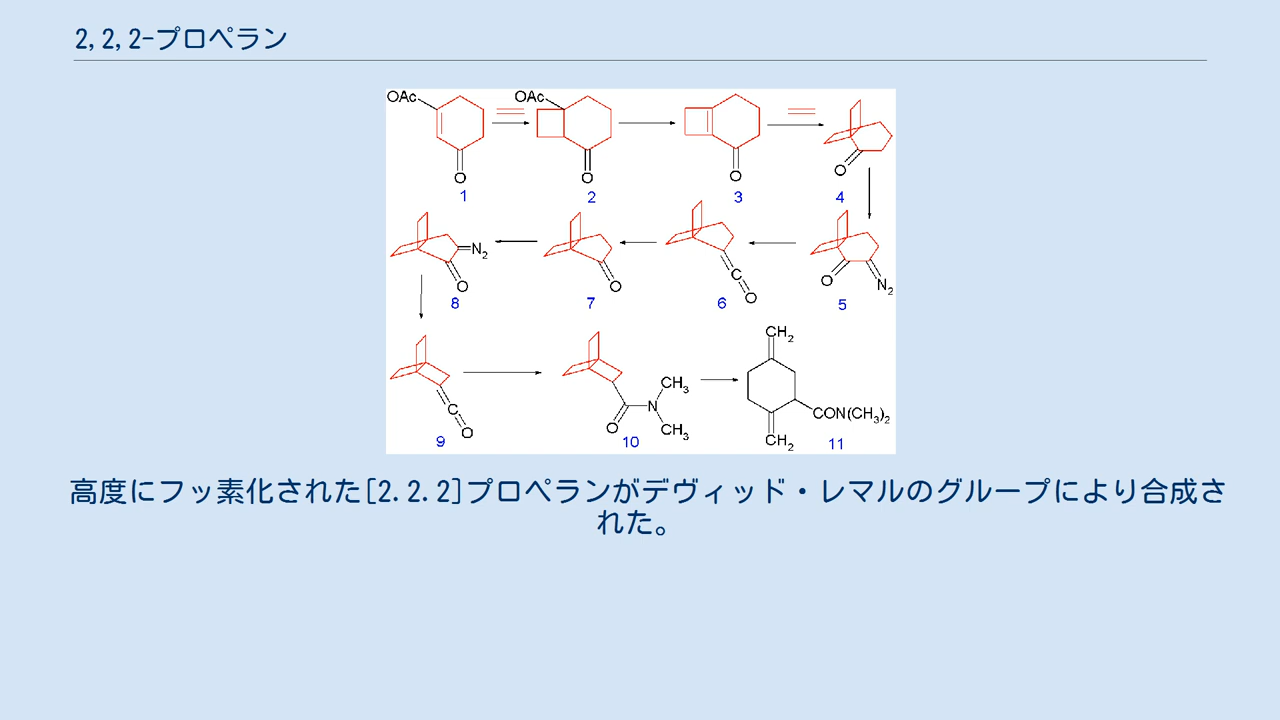 2,2,2-プロペラン
OAc OAc
O O O O
1 2 3 4
N2 O O C O O N2
8 7 6 5
C O O N CH3 CH3 CH2 CON(CH3)2 CH2
9 10 11
高度にフッ素化された[2.2.2]プロペランがデヴィッド・レマルのグループにより合成さ
れた。